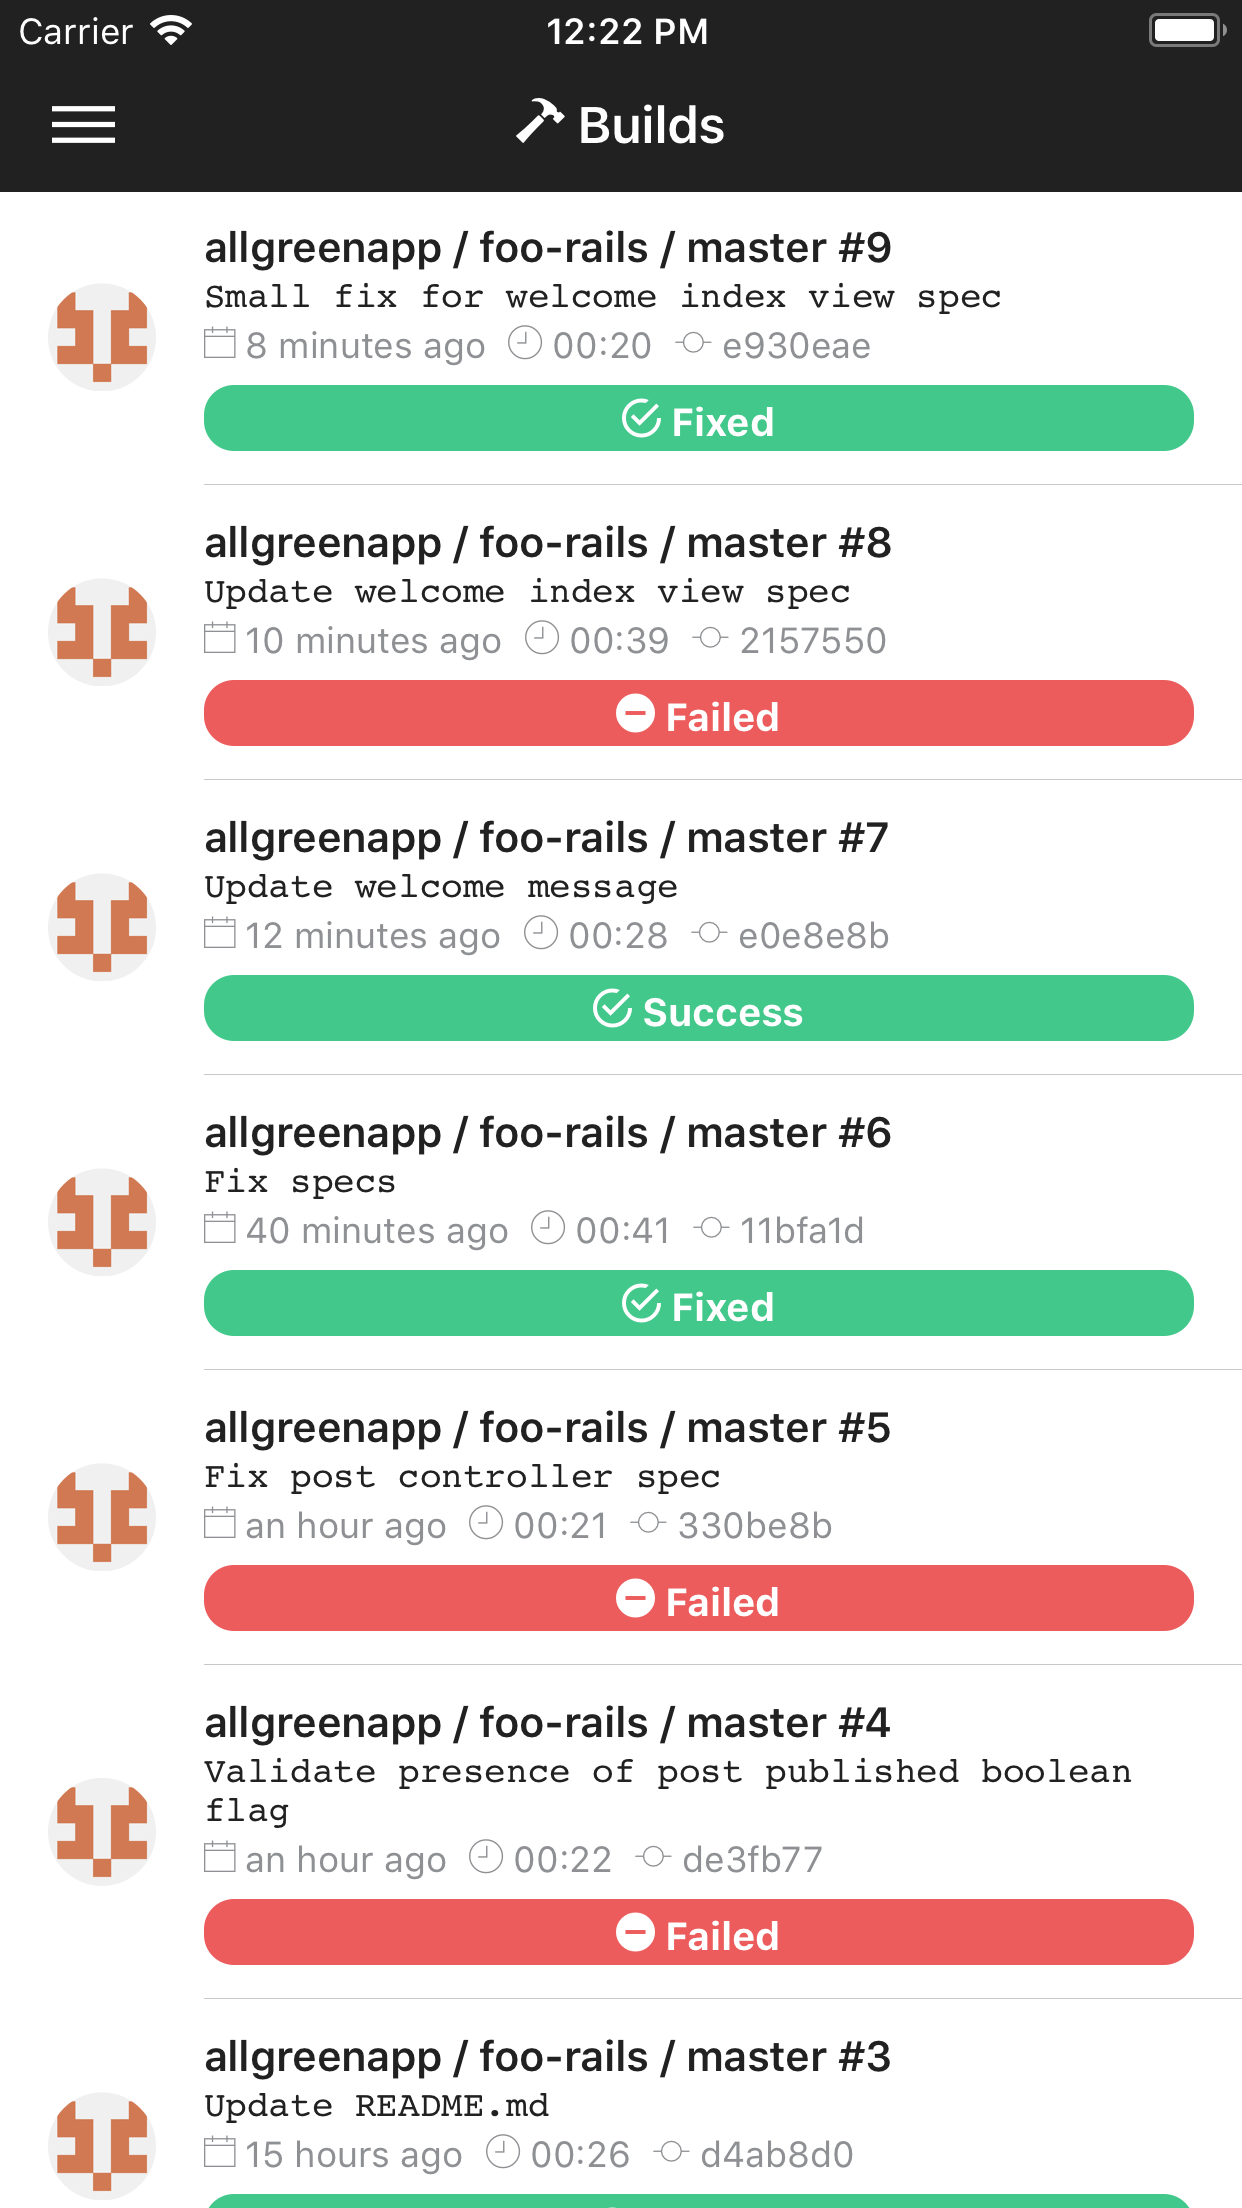 Carrier 12:22 PM
Builds
allgreenapp / foo-rails / master #9
Small fix for welcome index view spec
8 minutes ago 00:20 e930eae
Fixed
allgreenapp / foo-rails / master #8
Update welcome index view spec
10 minutes ago 00:39 2157550
Failed
allgreenapp / foo-rails / master #7
Update welcome message
12 minutes ago 00:28 e0e8e8b
Success
allgreenapp / foo-rails / master #6
Fix specs
40 minutes ago 00:41 11bfa1d
Fixed
allgreenapp / foo-rails / master #5
Fix post controller spec
an hour ago 00:21 330be8b
Failed
allgreenapp / foo-rails / master #4
Validate presence of post published boolean
flag
an hour ago 00:22 de3fb77
Failed
allgreenapp / foo-rails / master #3
Update README.md
15 hours ago 00:26 d4ab8d0